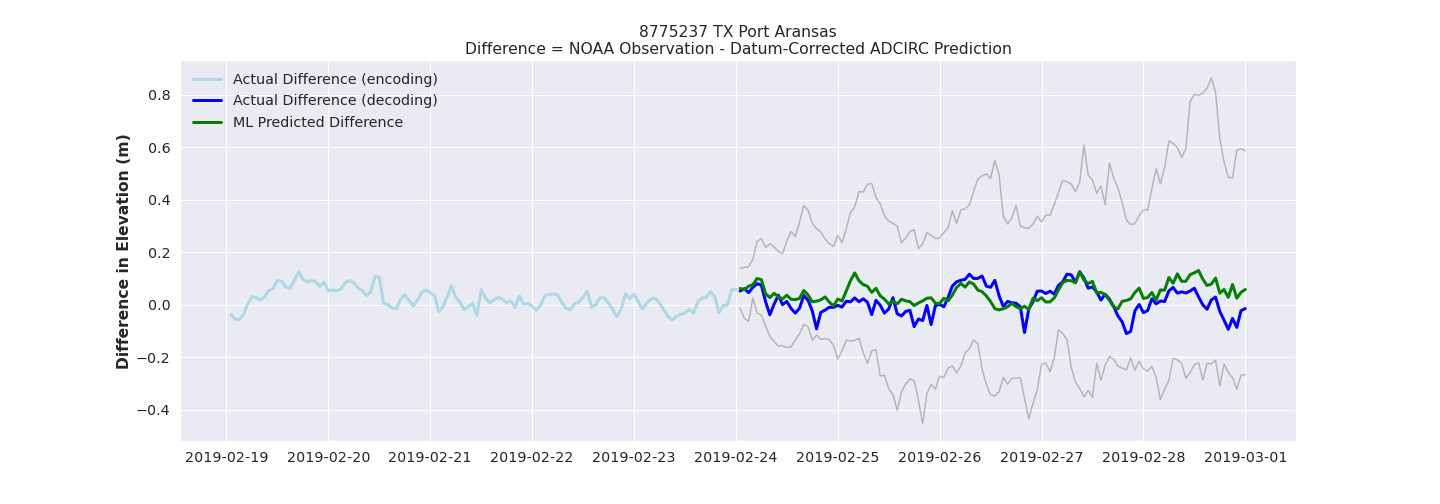 8775237 TX Port Aransas
Difference = NOAA Observation - Datum-Corrected ADCIRC Prediction
Actual Difference (encoding)
Actual Difference (decoding)
ML Predicted Difference
Difference in Elevation (m)
0.8
0.6
0.4
0.2
0.0
−0.2
−0.4
2019-02-19 2019-02-20 2019-02-21 2019-02-22 2019-02-23 2019-02-24 2019-02-25 2019-02-26 2019-02-27 2019-02-28 2019-03-01